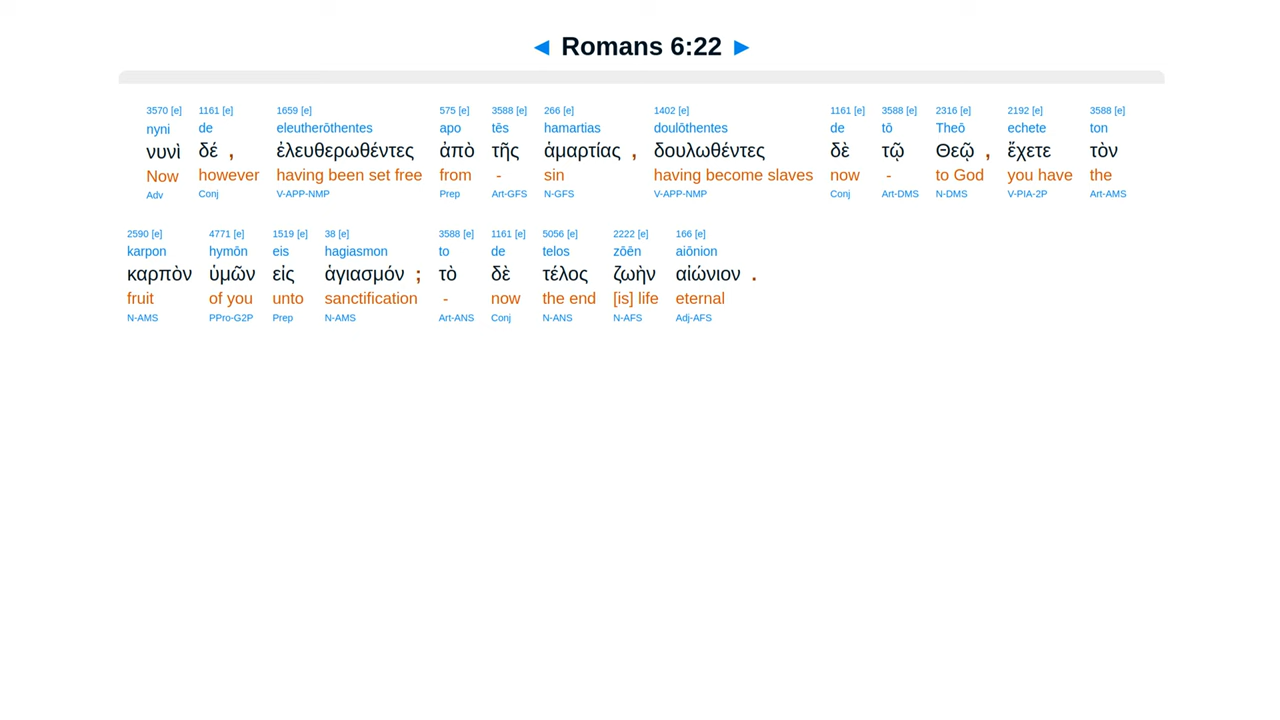 ◄ Romans 6:22 ►
3570 [e] 1161 [e] 1659 [e] 575 [e] 3588 [e] 266 [e] 1402 [e] 1161 [e] 3588 [e] 2316 [e] 2192 [e] 3588 [e]
nyni de eleutherōthentes apo tēs hamartias doulōthentes de tō Theō echete ton
νυνὶ δέ , ἐλευθερωθέντες ἀπὸ τῆς ἁμαρτίας , δουλωθέντες δὲ τῷ Θεῷ , ἔχετε τὸν
Now however having been set free from - sin having become slaves now - to God you have the
Adv Conj V-APP-NMP Prep Art-GFS N-GFS V-APP-NMP Conj Art-DMS N-DMS V-PIA-2P Art-AMS
2590 [e] 4771 [e] 1519 [e] 38 [e] 3588 [e] 1161 [e] 5056 [e] 2222 [e] 166 [e]
karpon hymōn eis hagiasmon to de telos zōēn aiōnion
καρπὸν ὑμῶν εἰς ἁγιασμόν ; τὸ δὲ τέλος ζωὴν αἰώνιον .
fruit of you unto sanctification - now the end [is] life eternal
N-AMS PPro-G2P Prep N-AMS Art-ANS Conj N-ANS N-AFS Adj-AFS